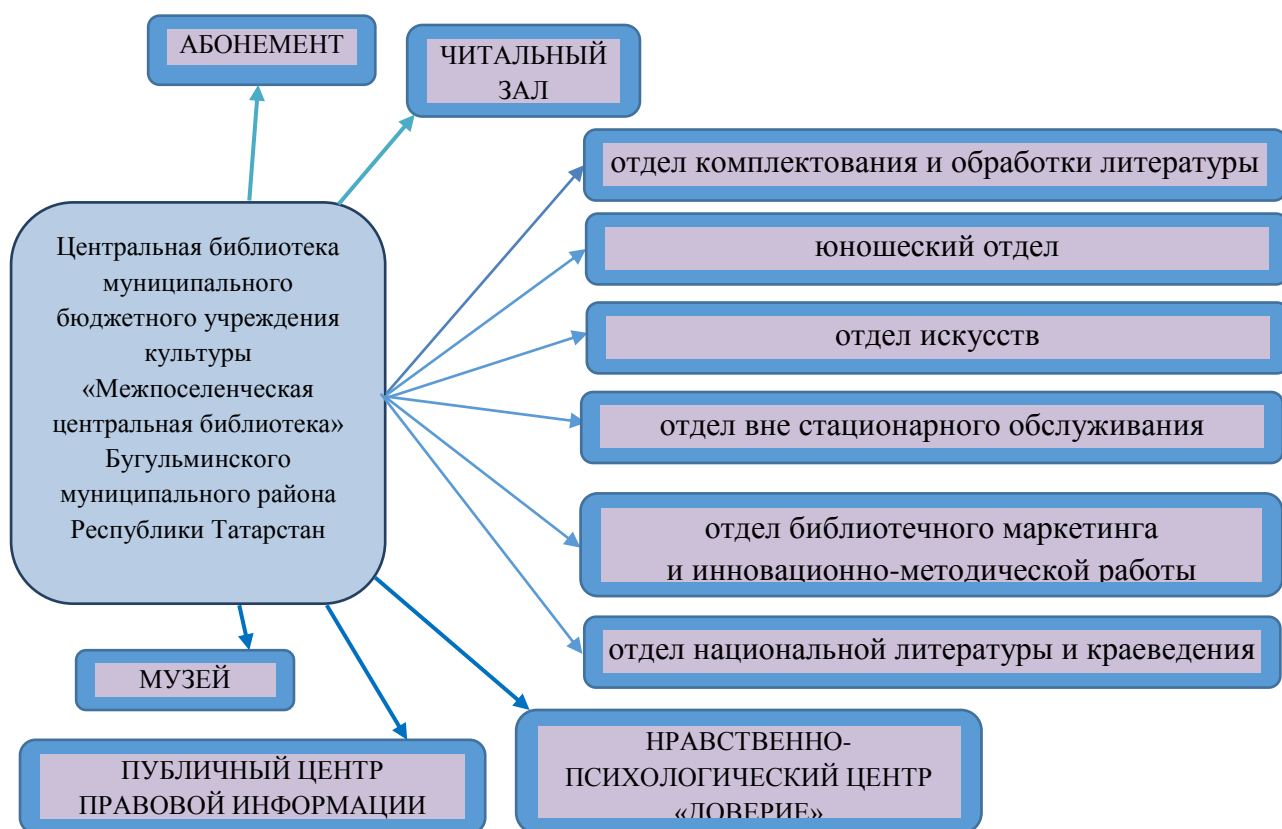 АБОНЕМЕНТ
ЧИТАЛЬНЫЙ
ЗАЛ
отдел комплектования и обработки литературы
юношеский отдел
отдел искусств
отдел вне стационарного обслуживания
отдел библиотечного маркетинга
и инновационно-методической работы
отдел национальной литературы и краеведения
Центральная библиотека
муниципального
бюджетного учреждения
культуры
«Межпоселенческая
центральная библиотека»
Бугульминского
муниципального района
Республики Татарстан
МУЗЕЙ
ПУБЛИЧНЫЙ ЦЕНТР
ПРАВОВОЙ ИНФОРМАЦИИ
НРАВСТВЕННО-
ПСИХОЛОГИЧЕСКИЙ ЦЕНТР
«ДОВЕРИЕ»